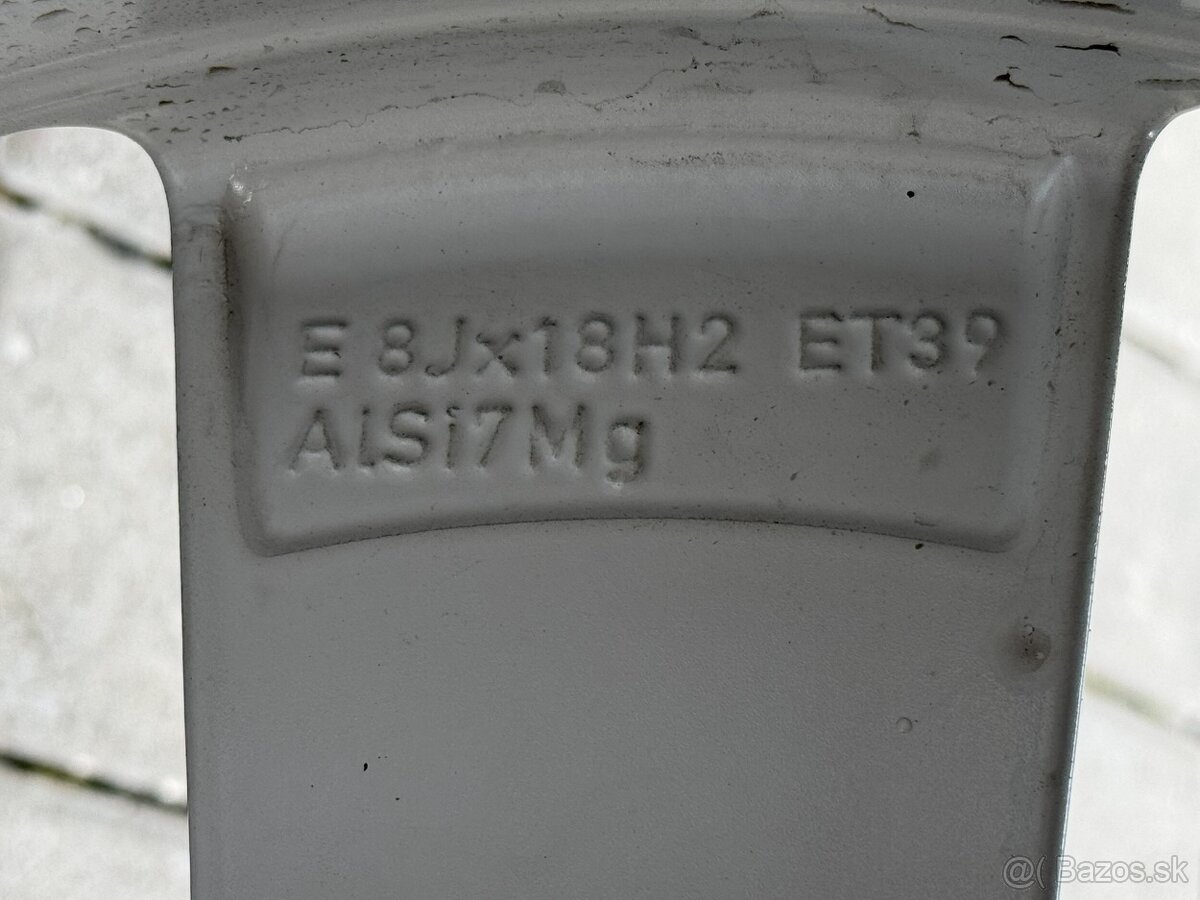 E 8Jx18H2 ET39
AlSi7Mg
@( Bazos.sk